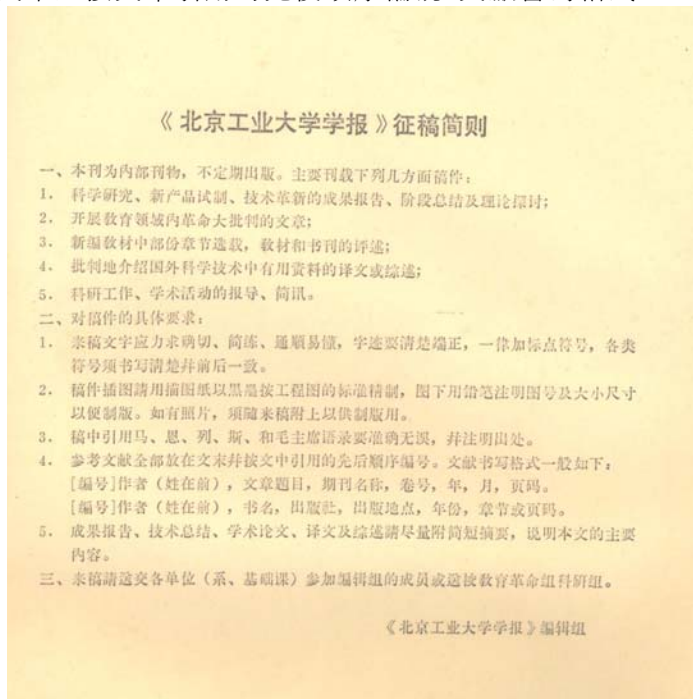 《北京工业大学学报》征稿简则
一、本刊为内部刊物，不定期出版。主要刊载下列几方面稿件：
1. 科学研究、新产品试制、技术革新的成果报告、阶段总结及理论探讨；
2. 开展教育领域内革命大批判的文章；
3. 新编教材中部份章节选载，教材和书刊的评述；
4. 批判地介绍国外科学技术中有用资料的译文或综述；
5. 科研工作、学术活动的报导、简讯。
二、对稿件的具体要求：
1. 来稿文字应力求确切、简练、通顺易懂，字迹要清楚端正，一律加标点符号，各类
符号须书写清楚并前后一致。
2. 稿件插图請用描图纸以黑墨按工程图的标准精制，图下用铅笔注明图号及大小尺寸
以便制版。如有照片，须随来稿附上以供制版用。
3. 稿中引用马、恩、列、斯、和毛主席语录要准确无误，并注明出处。
4. 参考文献全部放在文末并按文中引用的先后顺序编号。文献书写格式一般如下：
[编号]作者（姓在前），文章题目，期刊名称，卷号，年，月，页码。
[编号]作者（姓在前），书名，出版社，出版地点，年份，章节或页码。
5. 成果报告、技术总结、学术论文、译文及综述請尽量附简短摘要，说明本文的主要
内容。
三、来稿請送交各单位（系、基础课）参加编辑组的成员或送校教育革命组科研组。
《北京工业大学学报》编辑组